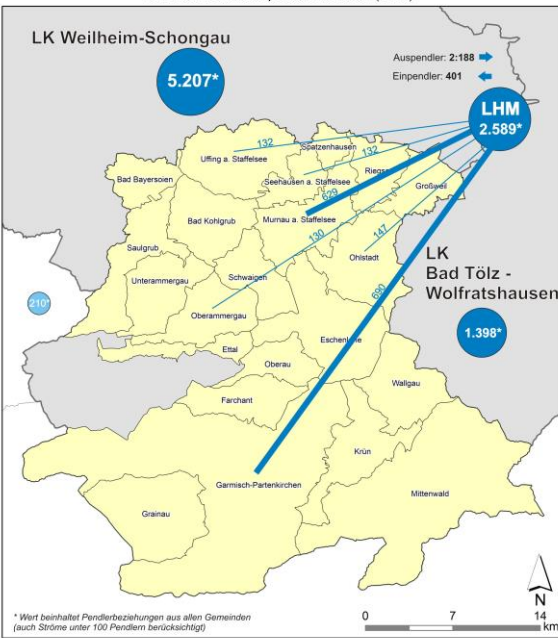 LK Weilheim-Schongau
5.207*
Auspendler: 2:188
Einpendler: 401
LHM
2.589*
132
Spatzenhausen
Uffing a. Staffelsee
132
Riegsee
Bad Bayersoien
Seehausen a. Staffelsee
Großweil
629
Bad Kohlgrub
Murnau a. Staffelsee
130
147
Saulgrub
Ohlstadt
LK
Bad Tölz -
Wolfratshausen
Schwaigen
Unterammergau
690
210*
Oberammergau
1.398*
Eschenlohe
Ettal
Oberau
Wallgau
Farchant
Krün
Garmisch-Partenkirchen
Mittenwald
Grainau
N
* Wert beinhaltet Pendlerbeziehungen aus allen Gemeinden
(auch Ströme unter 100 Pendlern berücksichtigt)
0 7 14
km